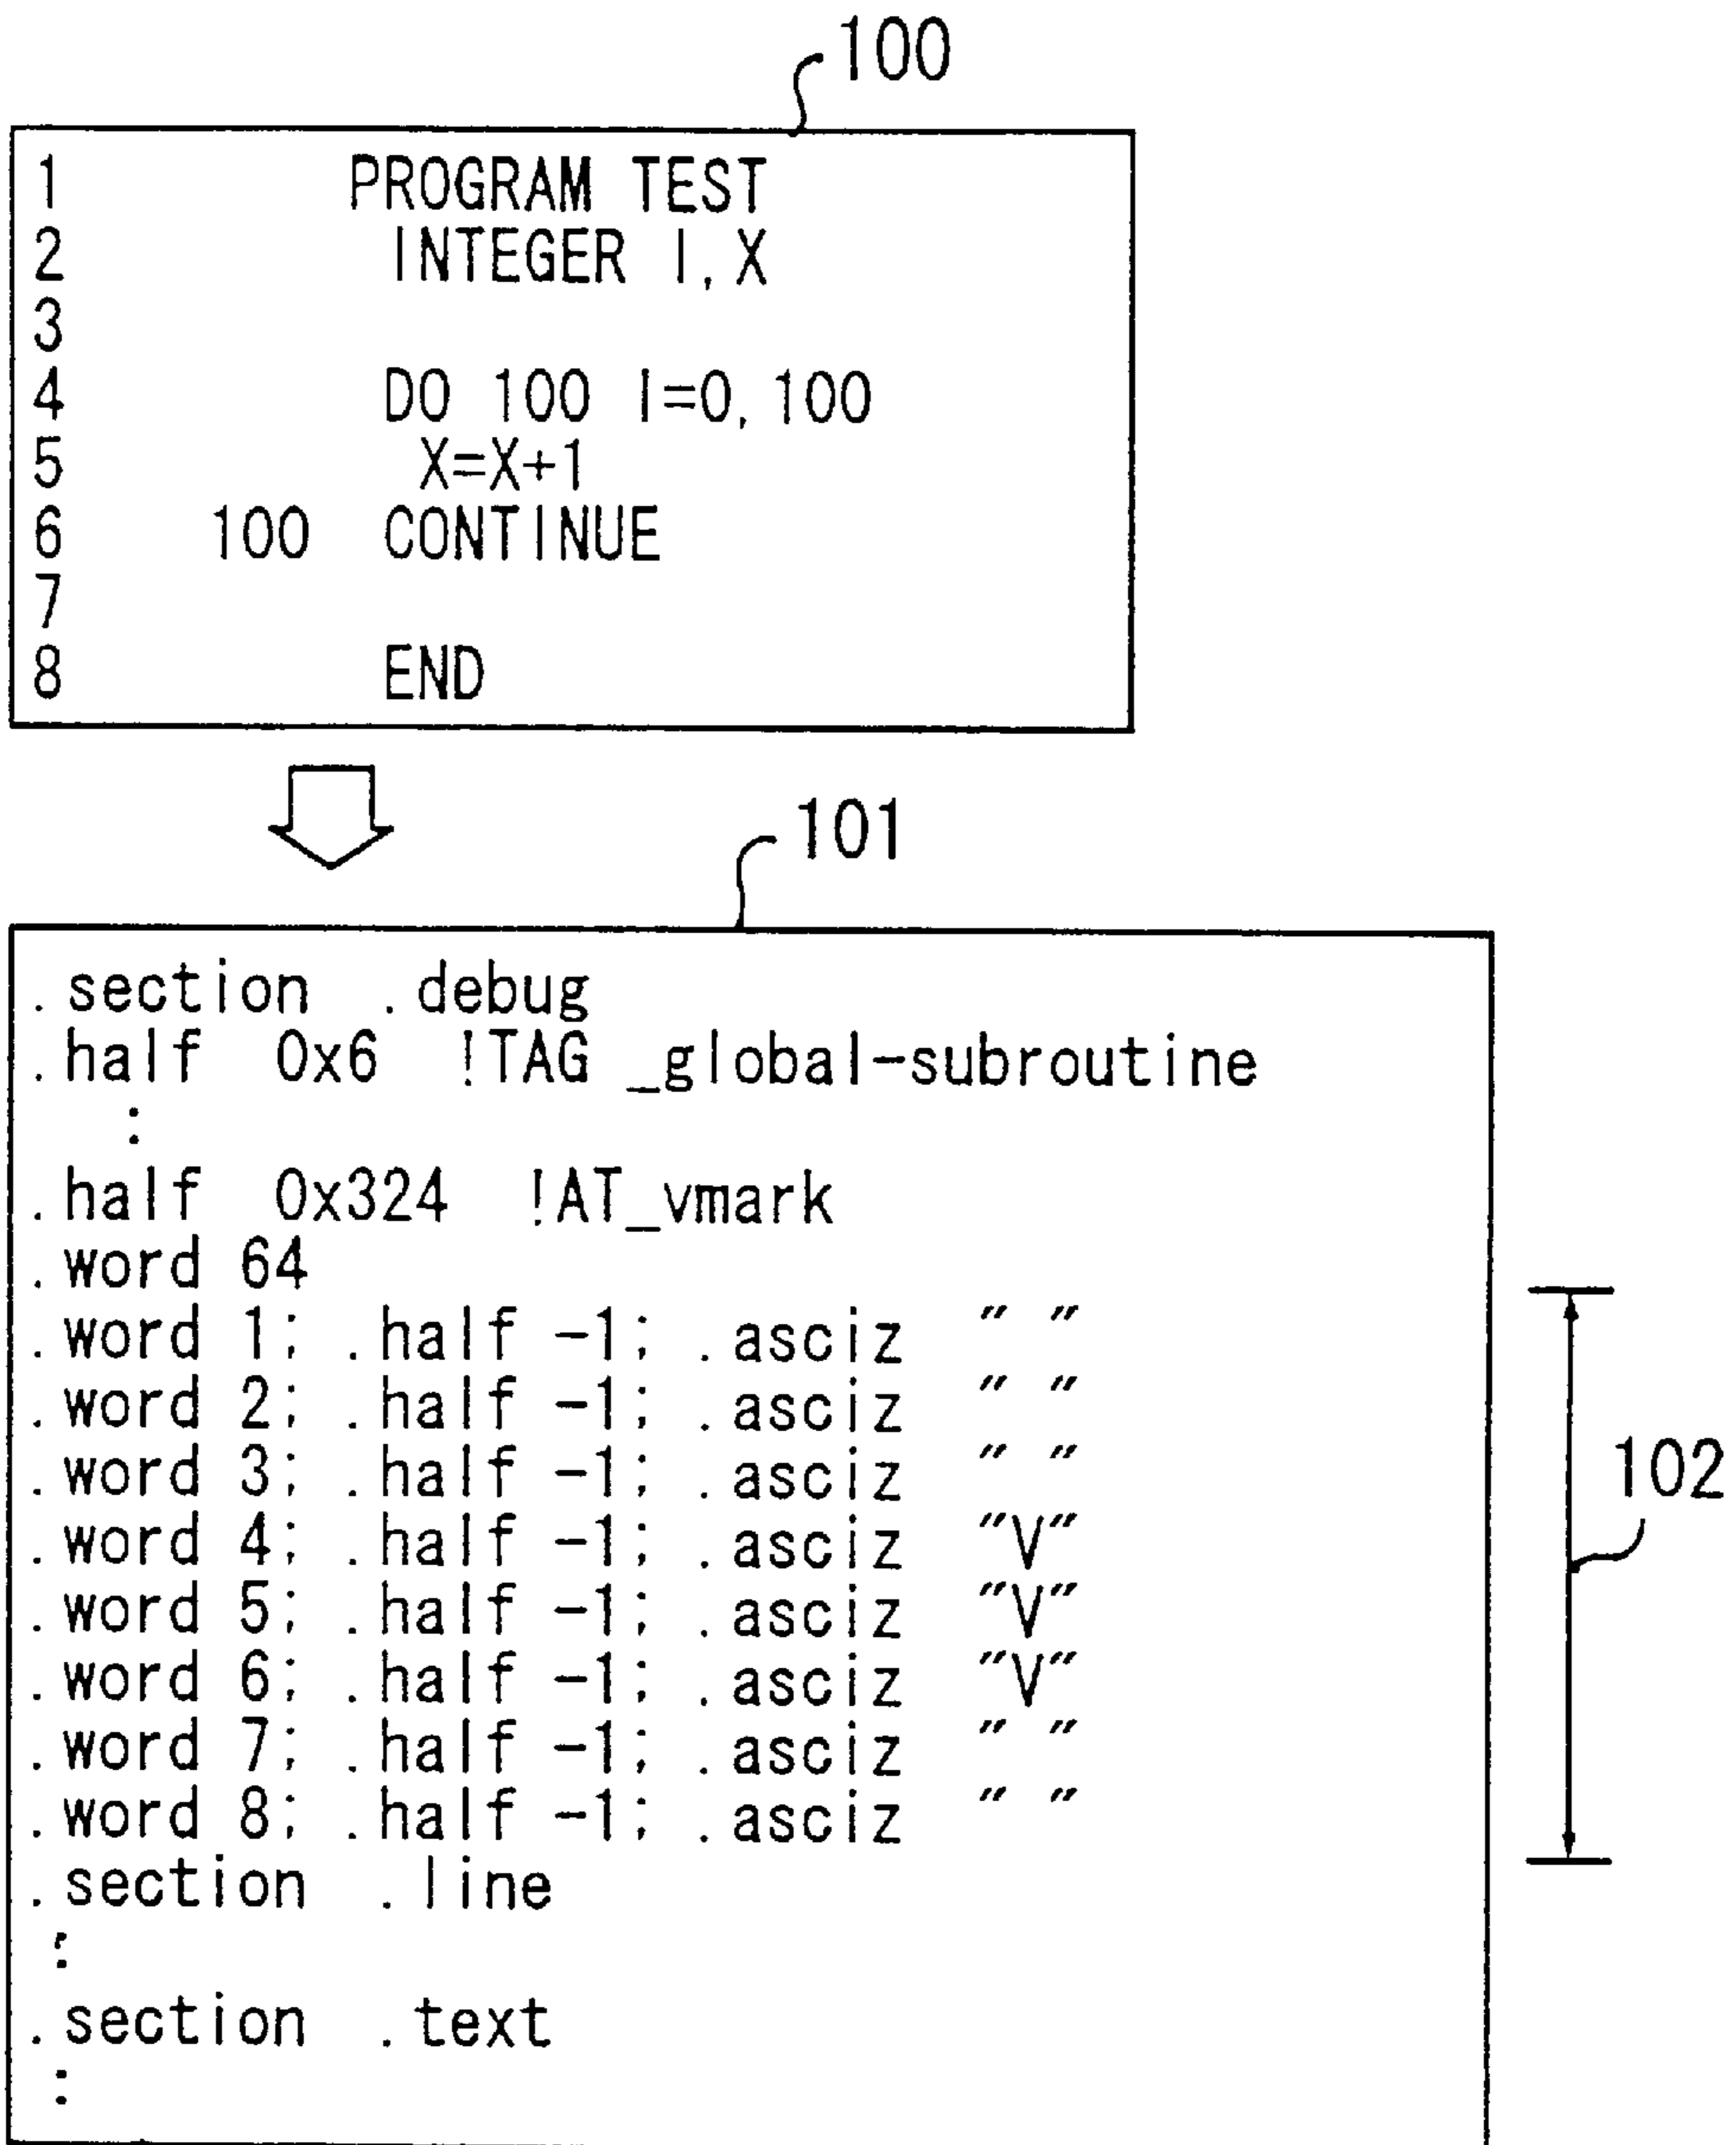 100
1 PROGRAM TEST
2 INTEGER I,X
3
4 DO 100 I=0,100
5 X=X+1
6 100 CONTINUE
7
8 END
101
.section .debug
.half 0x6 !TAG _global-subroutine
:
.half 0x324 !AT_vmark
.word 64
.word 1; .half -1; .asciz " "
.word 2; .half -1; .asciz " "
.word 3; .half -1; .asciz " "
.word 4; .half -1; .asciz "V"
.word 5; .half -1; .asciz "V"
.word 6; .half -1; .asciz "V"
.word 7; .half -1; .asciz " "
.word 8; .half -1; .asciz " "
102
.section .line
:
.section .text
: